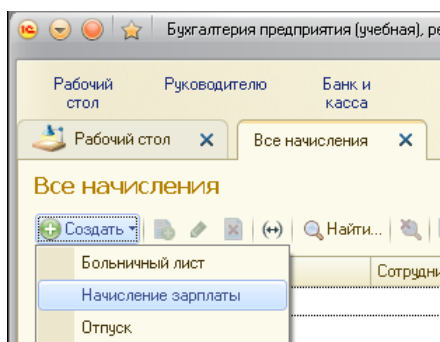 Бухгалтерия предприятия (учебная), ре
Рабочий стол
Руководителю
Банк и касса
Рабочий стол
Все начисления
Все начисления
Создать
Найти...
Больничный лист
Сотрудни
Начисление зарплаты
Отпуск